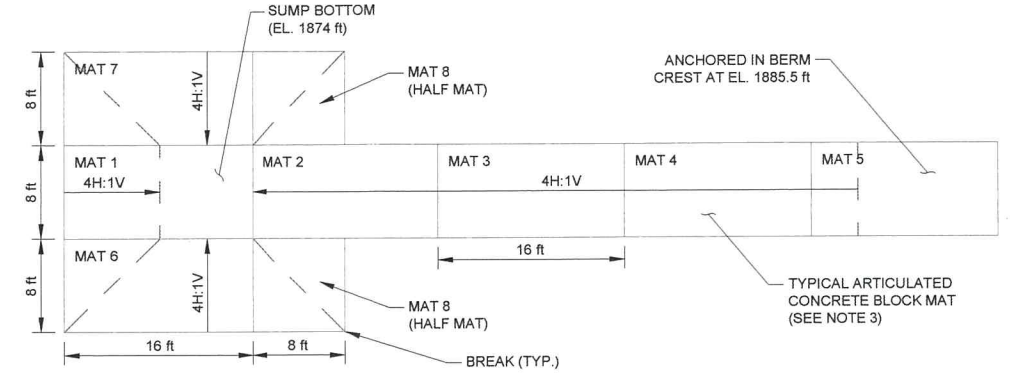 SUMP BOTTOM
(EL. 1874 ft)
MAT 7
8 ft
4H:1V
MAT 8
(HALF MAT)
ANCHORED IN BERM
CREST AT EL. 1885.5 ft
MAT 1
4H:1V
8 ft
MAT 2
MAT 3
4H:1V
MAT 4
MAT 5
MAT 6
8 ft
4H:1V
16 ft
MAT 8
(HALF MAT)
TYPICAL ARTICULATED
CONCRETE BLOCK MAT
(SEE NOTE 3)
16 ft
8 ft
BREAK (TYP.)